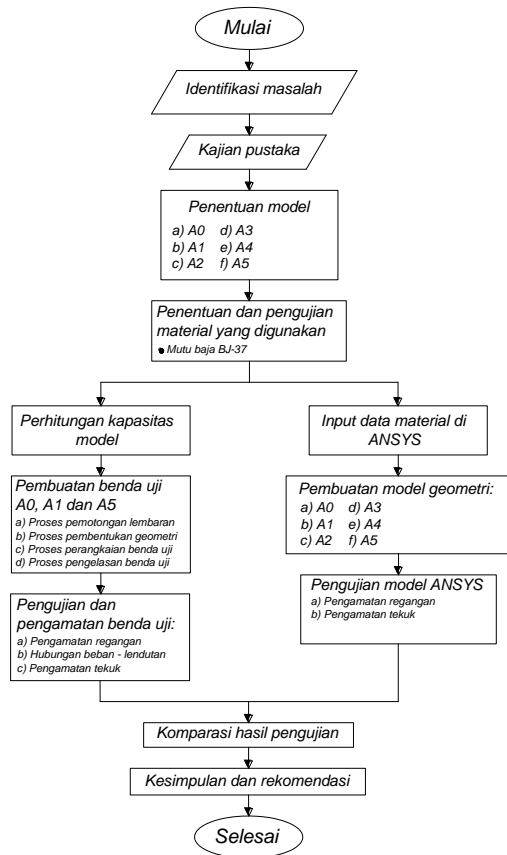 Mulai
Identifikasi masalah
Kajian pustaka
Penentuan model
a) A0 d) A3
b) A1 e) A4
c) A2 f) A5
Penentuan dan pengujian
material yang digunakan
• Mutu baja BJ-37
Perhitungan kapasitas
model
Pembuatan benda uji
A0, A1 dan A5
a) Proses pemotongan lembaran
b) Proses pembentukan geometri
c) Proses perangkaian benda uji
d) Proses pengelasan benda uji
Pengujian dan
pengamatan benda uji:
a) Pengamatan regangan
b) Hubungan beban - lendutan
c) Pengamatan tekuk
Input data material di
ANSYS
Pembuatan model geometri:
a) A0 d) A3
b) A1 e) A4
c) A2 f) A5
Pengujian model ANSYS
a) Pengamatan regangan
b) Pengamatan tekuk
Komparasi hasil pengujian
Kesimpulan dan rekomendasi
Selesai